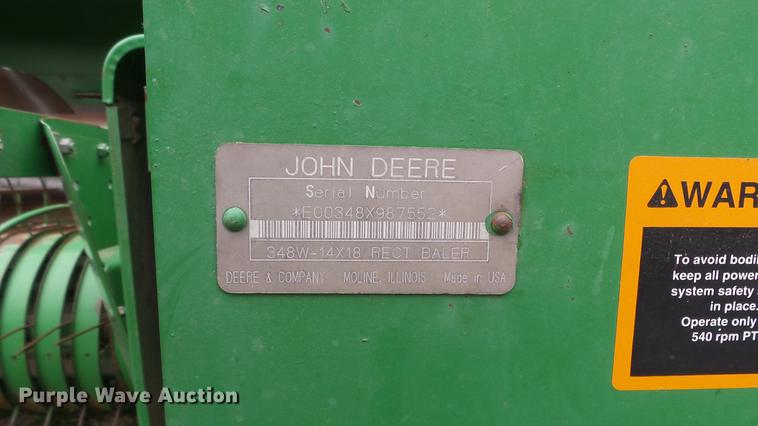 JOHN DEERE
Serial Number
*E00348X987552*
348W-14X18 RECT BALER
DEERE & COMPANY MOLINE, ILLINOIS Made in USA
WAR
To avoid bodi
keep all power
system safety
in place.
Operate only
540 rpm PT
Purple Wave Auction